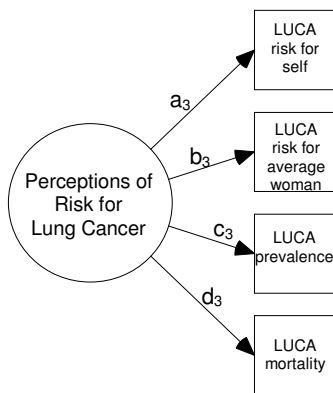 LUCA
risk for
self
a3
LUCA
risk for
average
woman
b3
Perceptions of
Risk for
Lung Cancer
c3
LUCA
prevalence
d3
LUCA
mortality